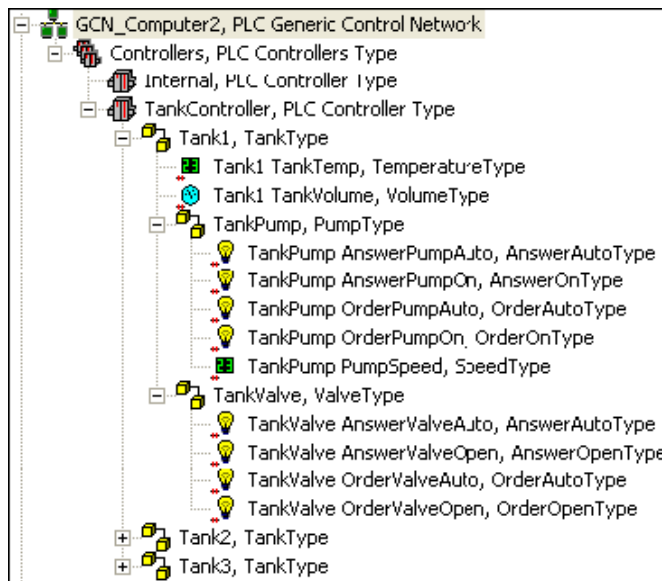 GCN_Computer2, PLC Generic Control Network
Controllers, PLC Controllers Type
Internal, PLC Controller Type
TankController, PLC Controller Type
Tank1, TankType
Tank1 TankTemp, TemperatureType
Tank1 TankVolume, VolumeType
TankPump, PumpType
TankPump AnswerPumpAuto, AnswerAutoType
TankPump AnswerPumpOn, AnswerOnType
TankPump OrderPumpAuto, OrderAutoType
TankPump OrderPumpOn, OrderOnType
TankPump PumpSpeed, SpeedType
TankValve, ValveType
TankValve AnswerValveAuto, AnswerAutoType
TankValve AnswerValveOpen, AnswerOpenType
TankValve OrderValveAuto, OrderAutoType
TankValve OrderValveOpen, OrderOpenType
Tank2, TankType
Tank3, TankType